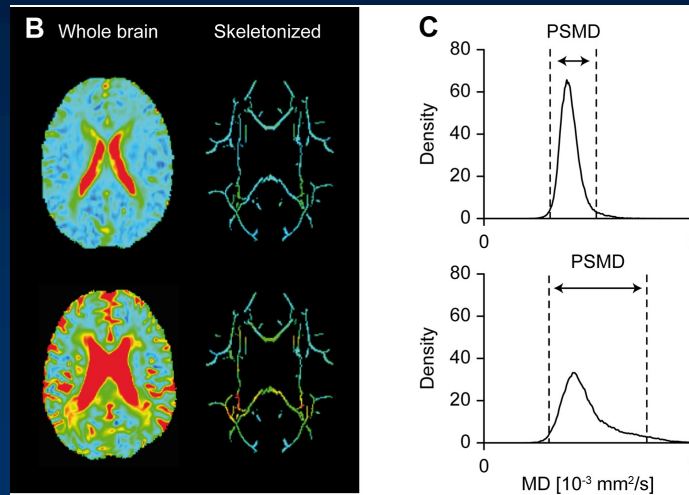 B
Whole brain
Skeletonized
C
PSMD
80
60
40
20
0
Density
0
PSMD
80
60
40
20
0
Density
0
MD [10⁻³ mm²/s]